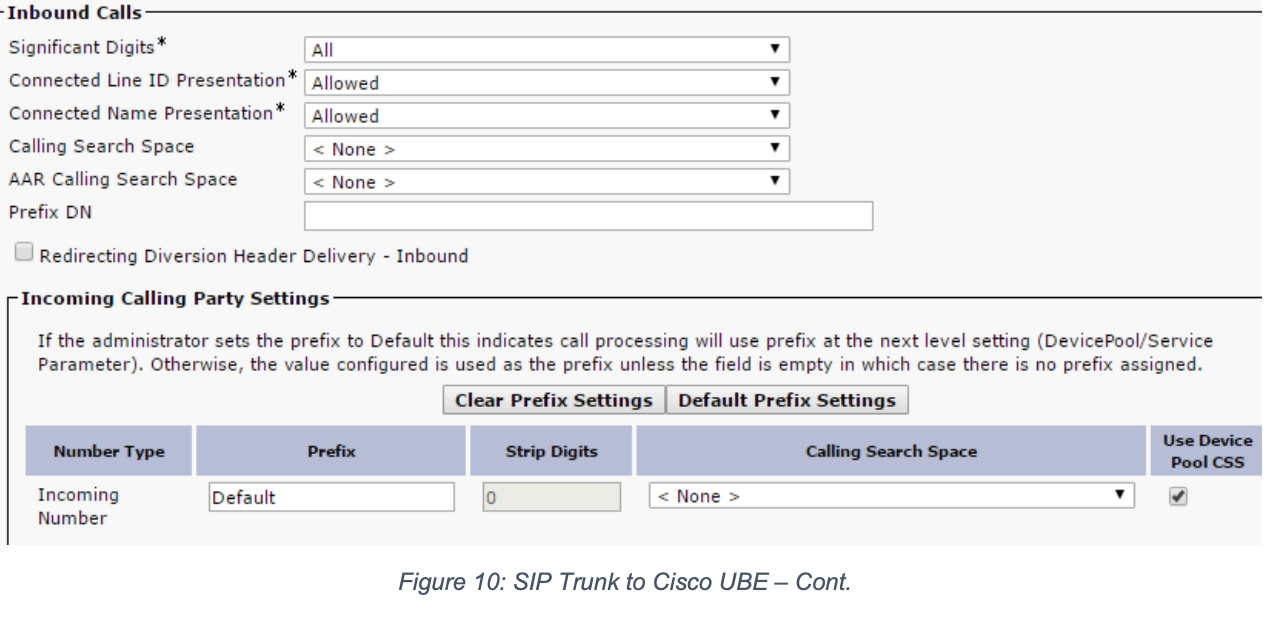 Inbound Calls
Significant Digits* All
Connected Line ID Presentation* Allowed
Connected Name Presentation* Allowed
Calling Search Space < None >
AAR Calling Search Space < None >
Prefix DN
Redirecting Diversion Header Delivery - Inbound
Incoming Calling Party Settings
If the administrator sets the prefix to Default this indicates call processing will use prefix at the next level setting (DevicePool/Service
Parameter). Otherwise, the value configured is used as the prefix unless the field is empty in which case there is no prefix assigned.
Clear Prefix Settings Default Prefix Settings
Number Type Prefix Strip Digits Calling Search Space Use Device
Pool CSS
Incoming Default 0 < None >
Number
Figure 10: SIP Trunk to Cisco UBE – Cont.